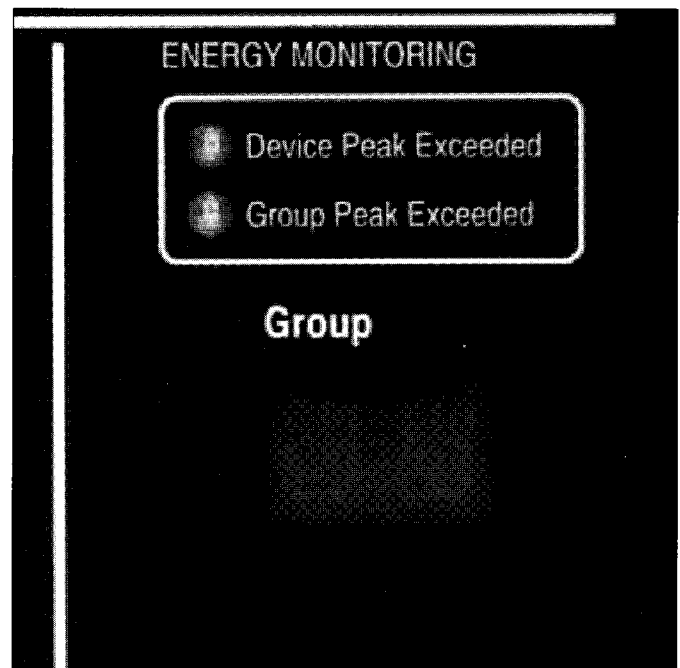 ENERGY MONITORING
Device Peak Exceeded
Group Peak Exceeded
Group